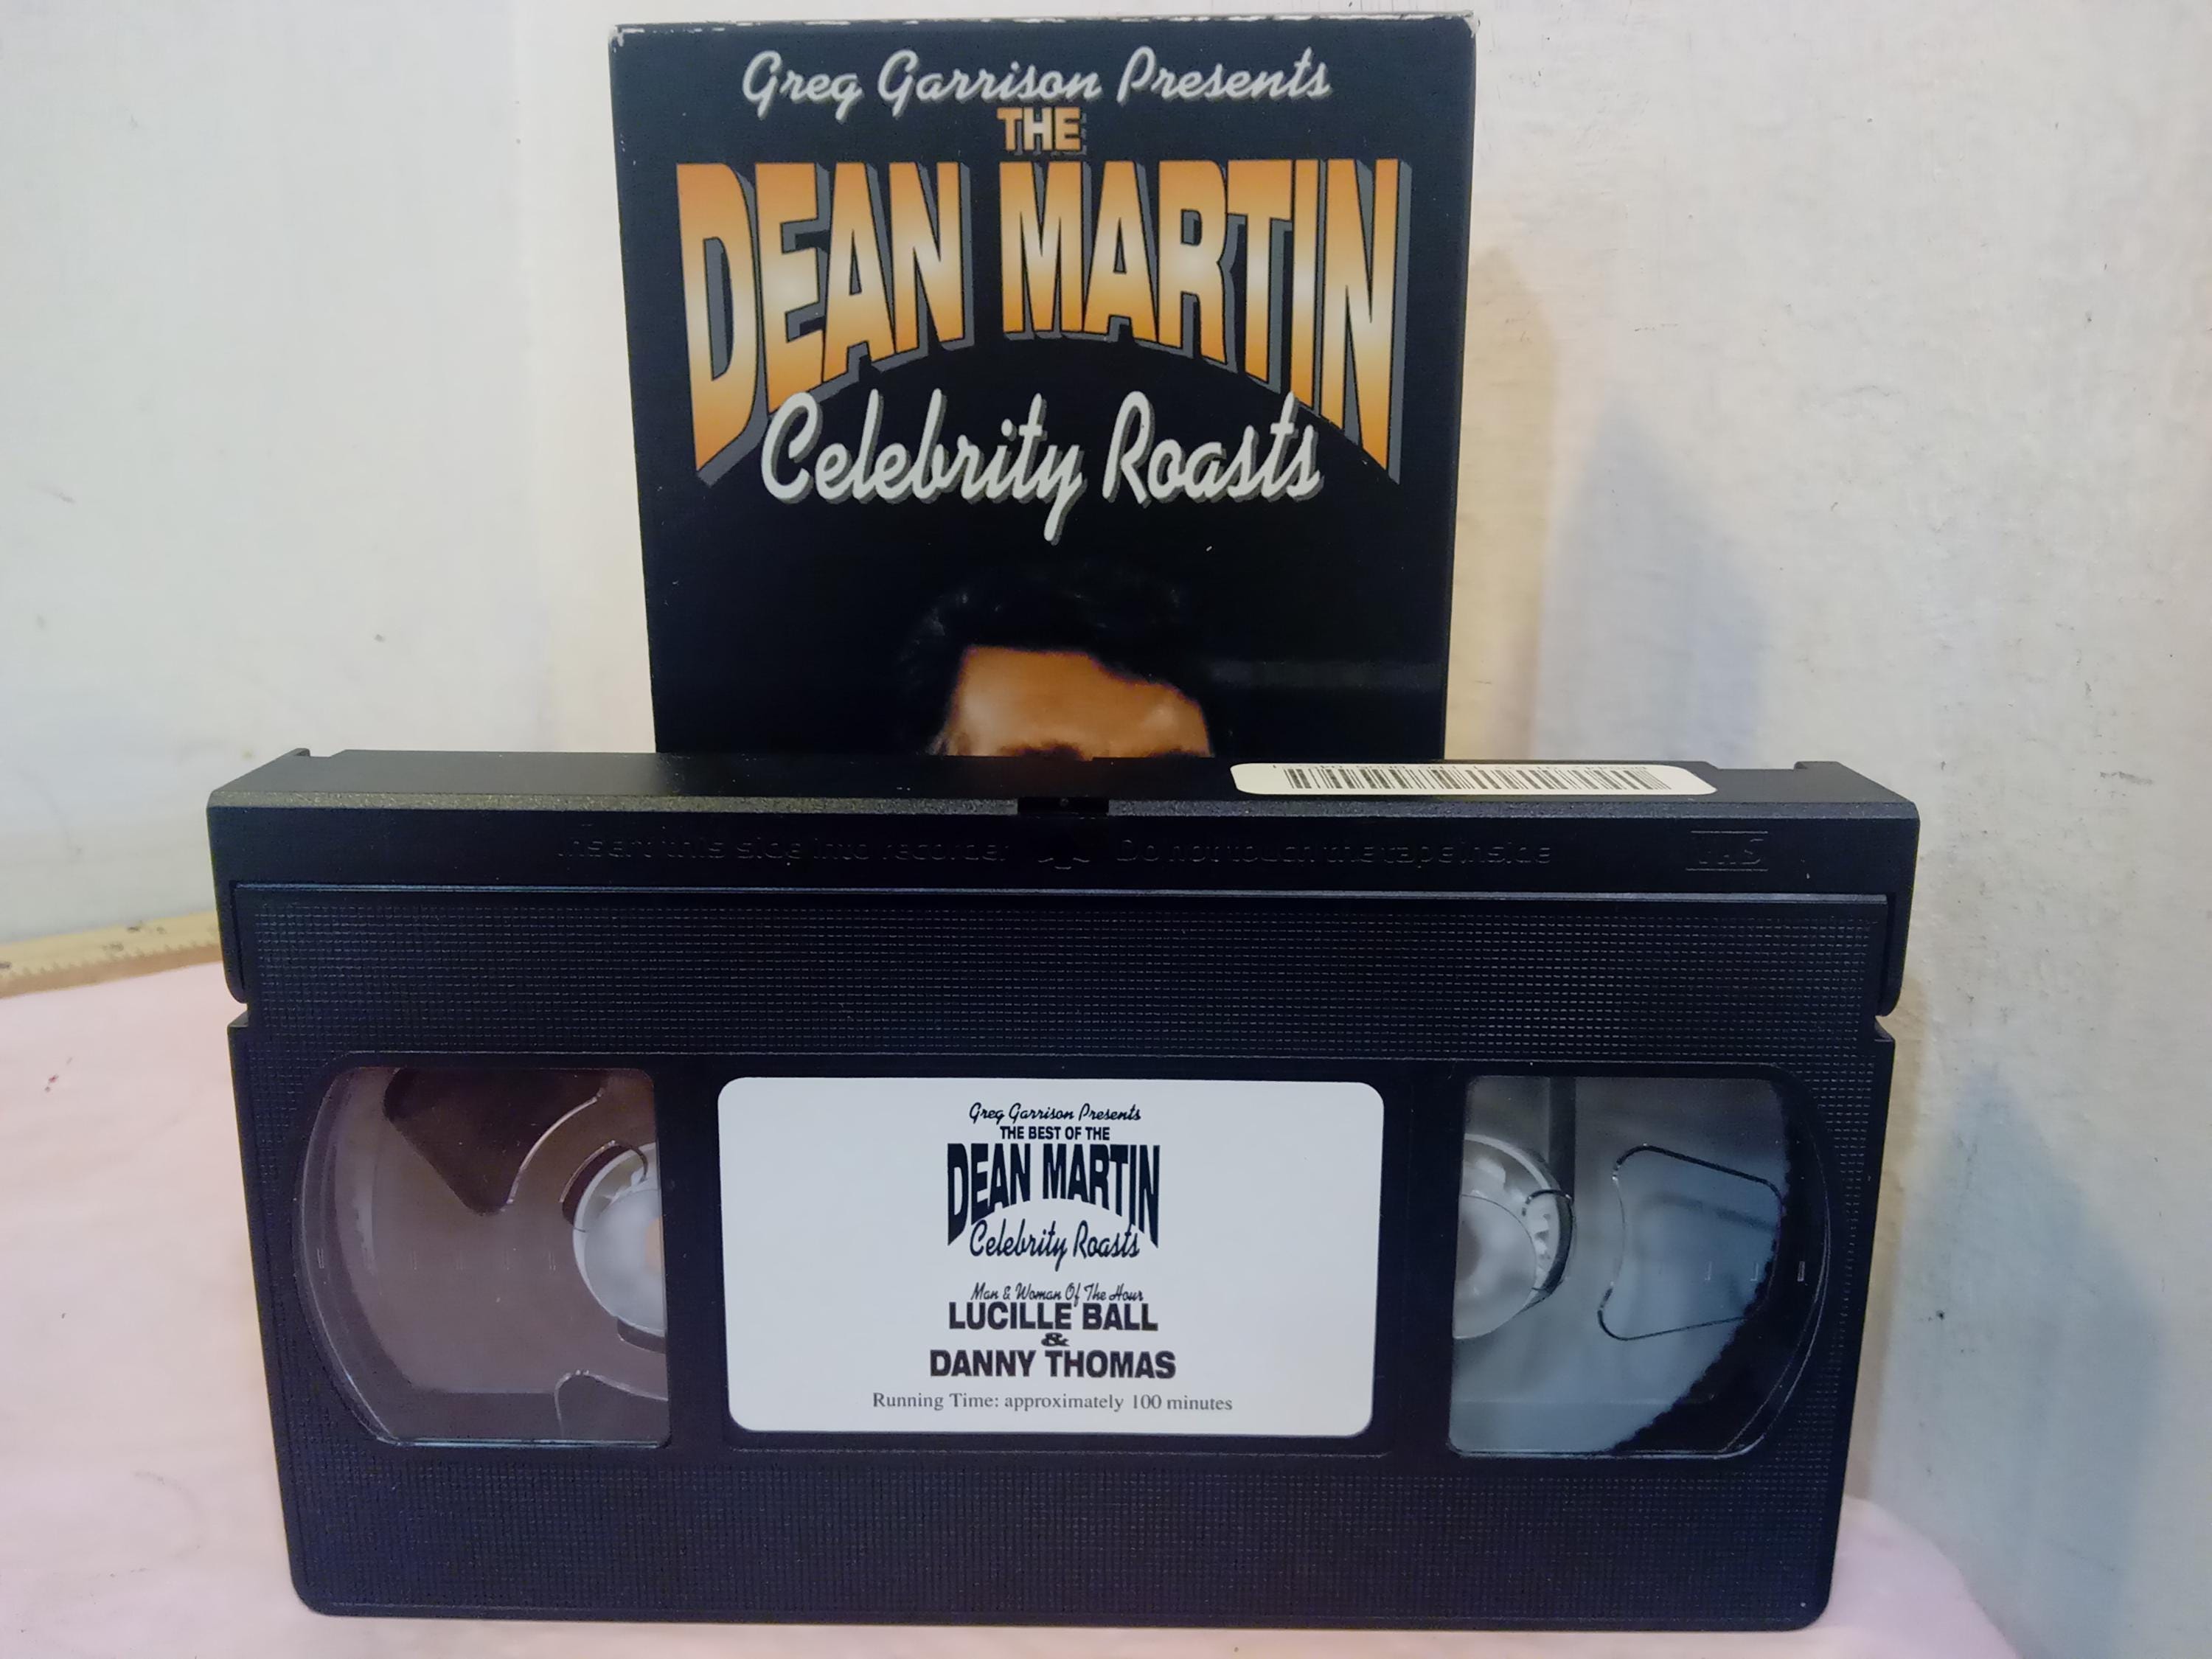 Greg Garrison Presents
THE
DEAN MARTIN
Celebrity Roasts
Insert this side into recorder Do not touch the tape inside
VHS
Greg Garrison Presents
THE BEST OF THE
DEAN MARTIN
Celebrity Roasts
Man & Woman Of The Hour
LUCILLE BALL
&
DANNY THOMAS
Running Time: approximately 100 minutes